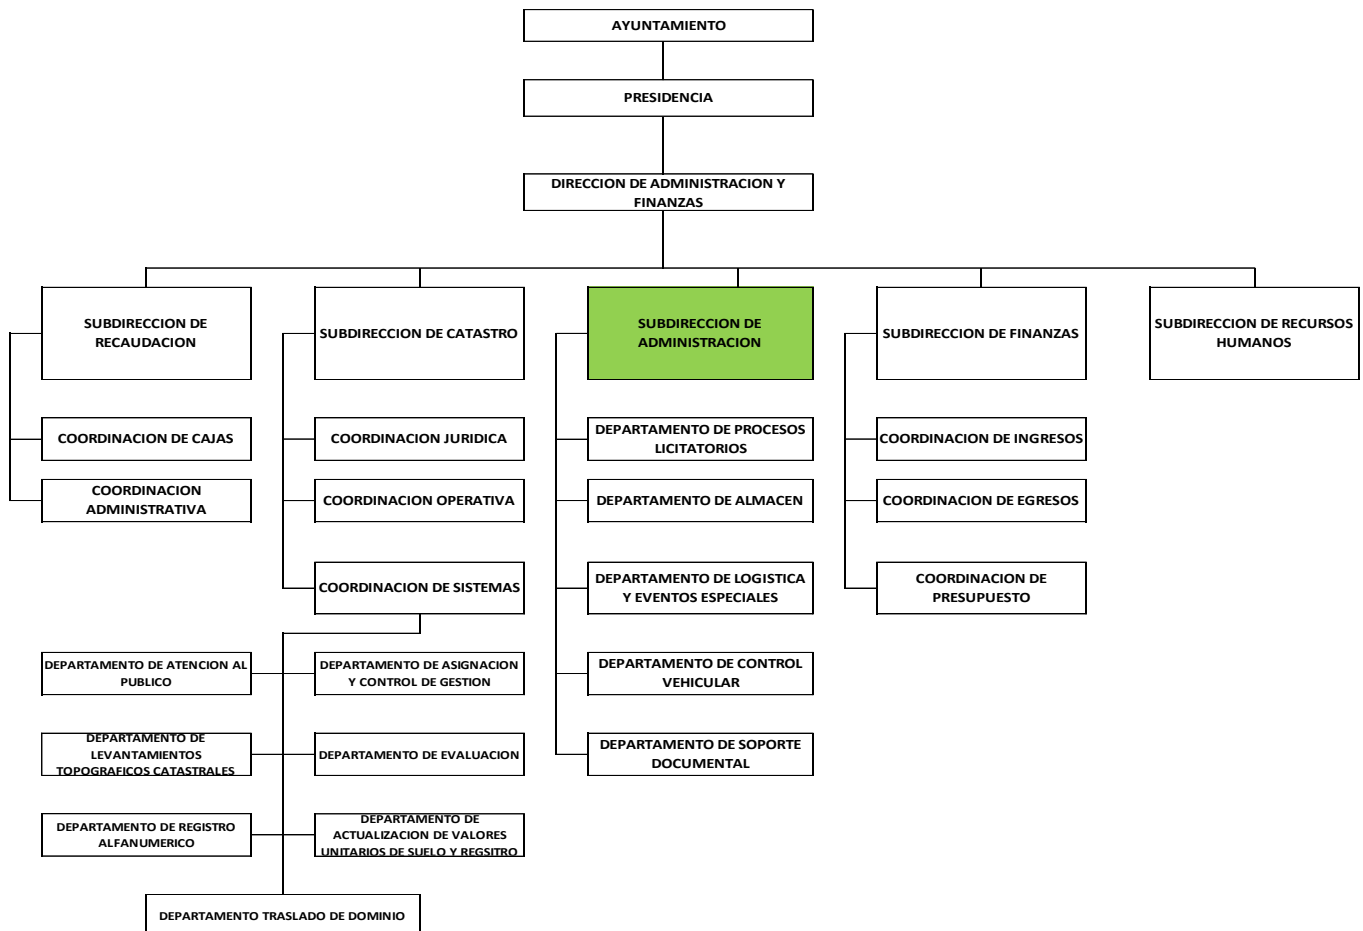 AYUNTAMIENTO
PRESIDENCIA
DIRECCION DE ADMINISTRACION Y
FINANZAS
SUBDIRECCION DE
RECAUDACION
SUBDIRECCION DE CATASTRO
SUBDIRECCION DE
ADMINISTRACION
SUBDIRECCION DE FINANZAS
SUBDIRECCION DE RECURSOS
HUMANOS
COORDINACION DE CAJAS
COORDINACION JURIDICA
DEPARTAMENTO DE PROCESOS
LICITATORIOS
COORDINACION DE INGRESOS
COORDINACION
ADMINISTRATIVA
COORDINACION OPERATIVA
DEPARTAMENTO DE ALMACEN
COORDINACION DE EGRESOS
COORDINACION DE SISTEMAS
DEPARTAMENTO DE LOGISTICA
Y EVENTOS ESPECIALES
COORDINACION DE
PRESUPUESTO
DEPARTAMENTO DE ATENCION AL
PUBLICO
DEPARTAMENTO DE ASIGNACION
Y CONTROL DE GESTION
DEPARTAMENTO DE CONTROL
VEHICULAR
DEPARTAMENTO DE
LEVANTAMIENTOS
TOPOGRAFICOS CATASTRALES
DEPARTAMENTO DE EVALUACION
DEPARTAMENTO DE SOPORTE
DOCUMENTAL
DEPARTAMENTO DE REGISTRO
ALFANUMERICO
DEPARTAMENTO DE
ACTUALIZACION DE VALORES
UNITARIOS DE SUELO Y REGSITRO
DEPARTAMENTO TRASLADO DE DOMINIO